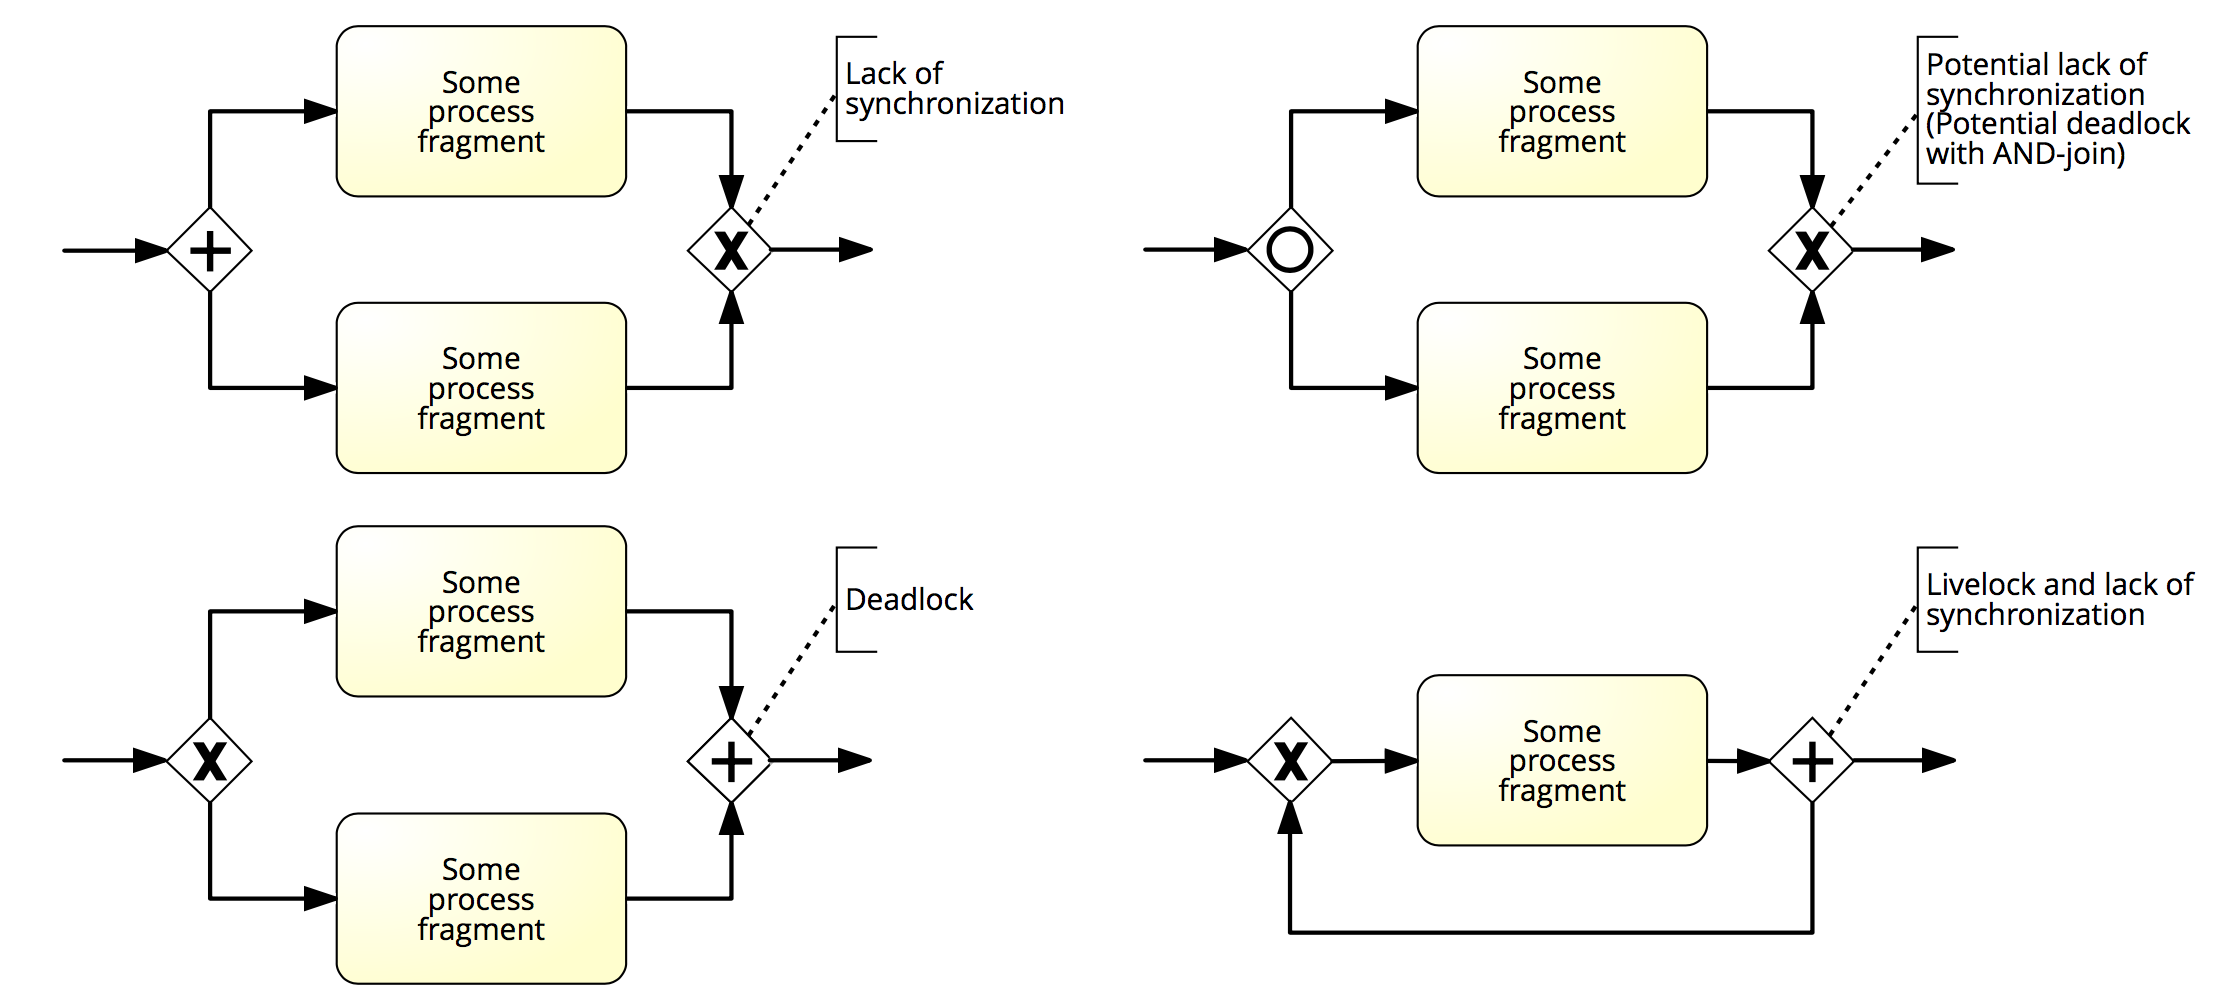 Some
process
fragment
Lack of
synchronization
Some
process
fragment
Some
process
fragment
Potential lack of
synchronization
(Potential deadlock
with AND-join)
Some
process
fragment
Some
process
fragment
Deadlock
Some
process
fragment
Some
process
fragment
Livelock and lack of
synchronization